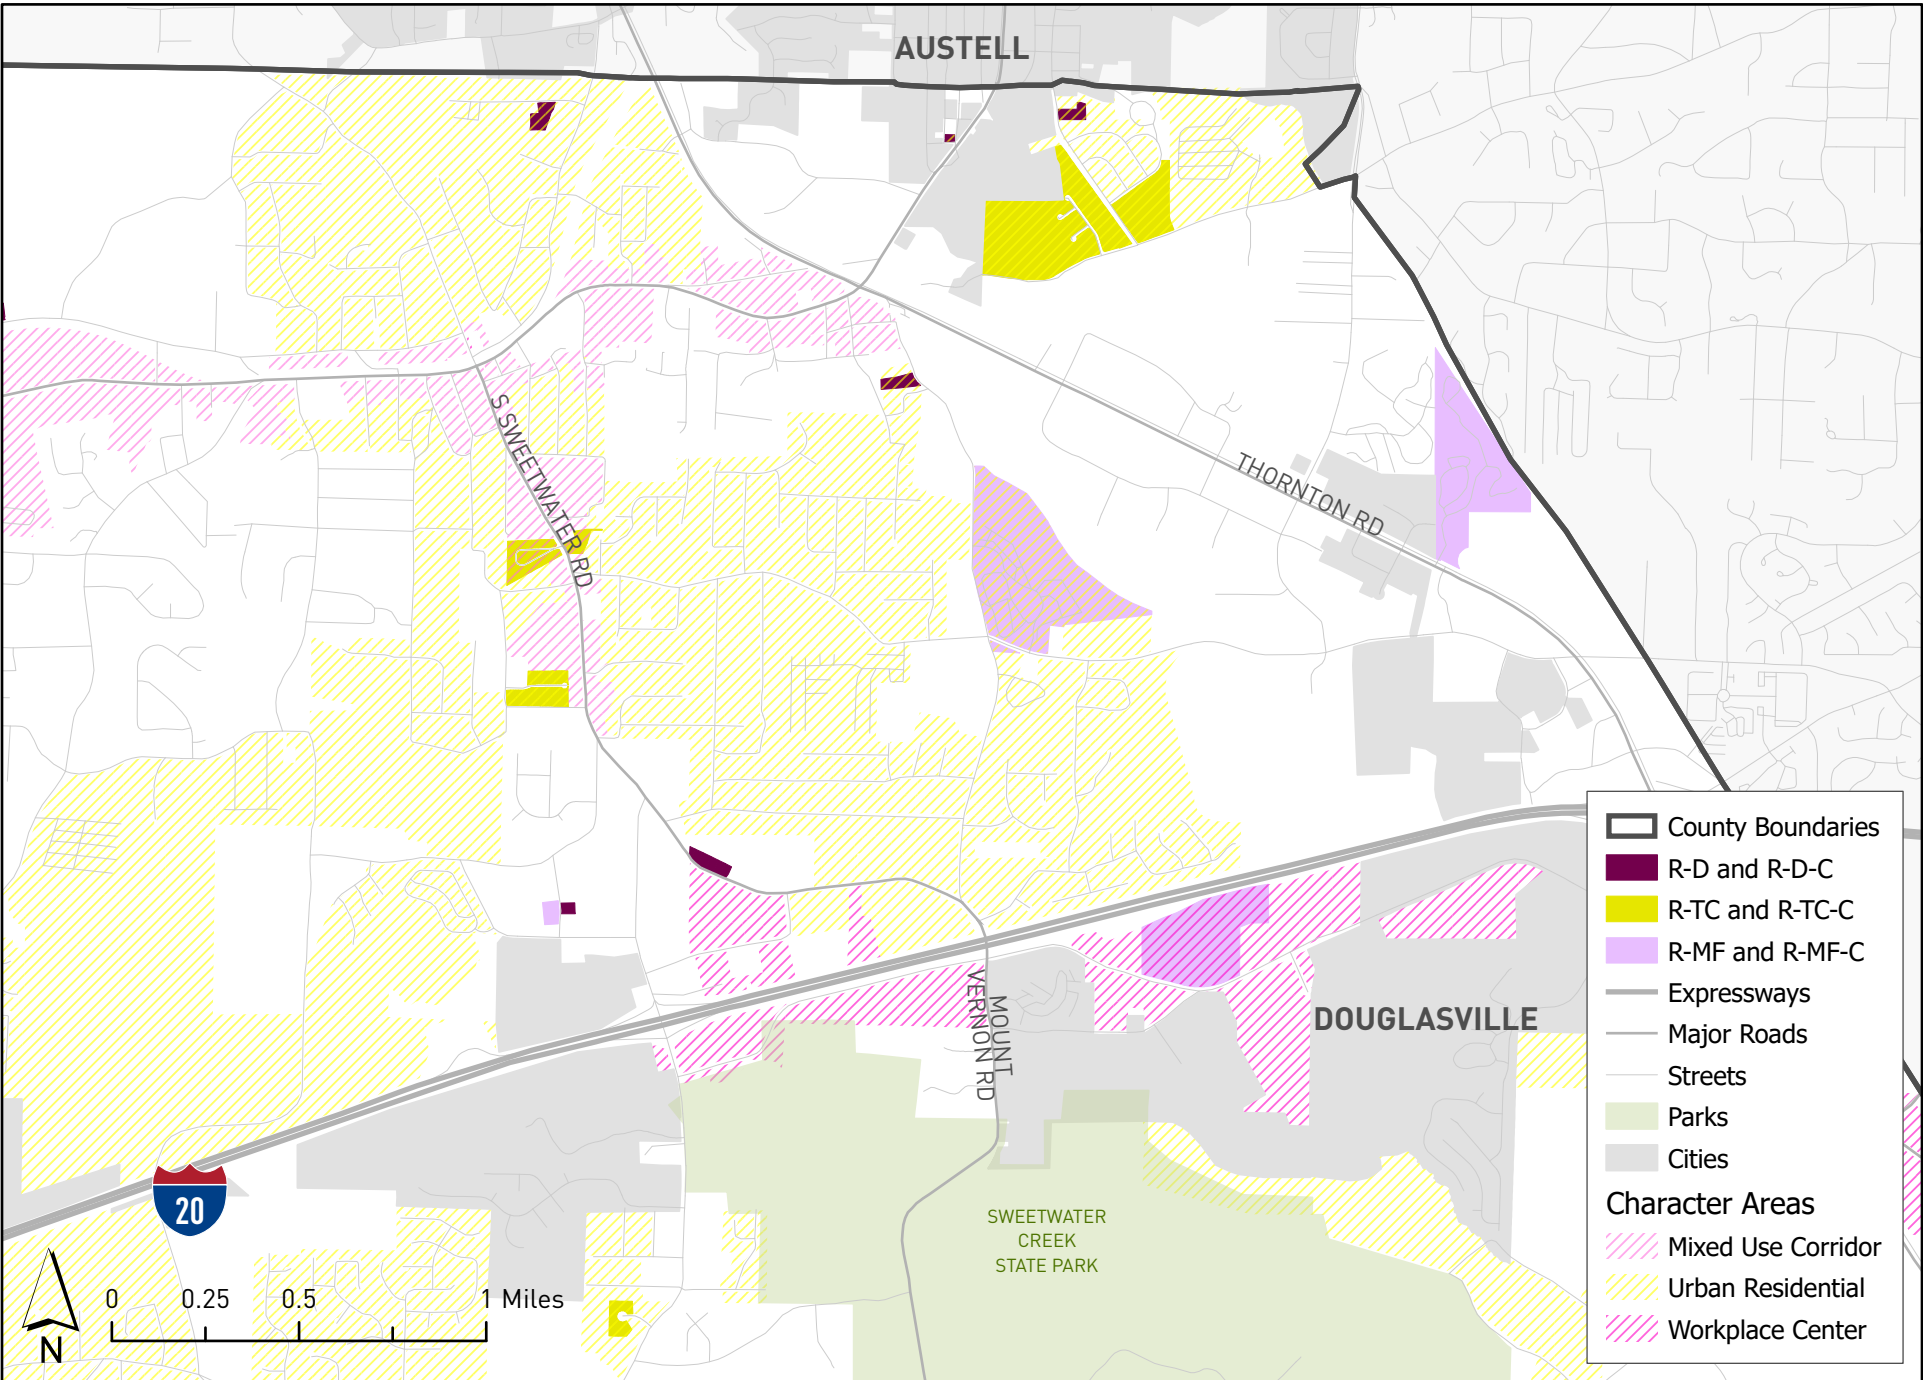 AUSTELL
S SWEETWATER RD
THORNTON RD
MOUNT
VERNON RD
DOUGLASVILLE
SWEETWATER
CREEK
STATE PARK
20
N
0 0.25 0.5 1 Miles
County Boundaries
R-D and R-D-C
R-TC and R-TC-C
R-MF and R-MF-C
Expressways
Major Roads
Streets
Parks
Cities
Character Areas
Mixed Use Corridor
Urban Residential
Workplace Center